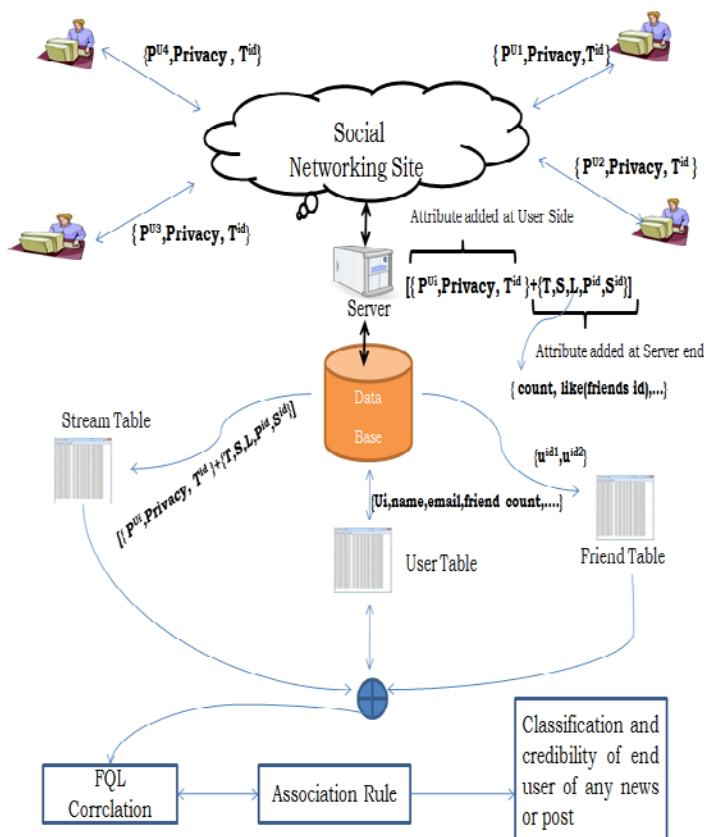 {P^U4,Privacy , T^id}
{ P^U1,Privacy,T^id}
Social
Networking Site
{ P^U2,Privacy, T^id }
{ P^U3,Privacy, T^id}
Attribute added at User Side
Server
[{ P^Ui,Privacy, T^id }+{T,S,L,P^id,S^id}]
Attribute added at Server end
{ count, like(friends id),...}
Data
Base
Stream Table
[{ P^Ui,Privacy, T^id }+{T,S,L,P^id,S^id}]
{u^id1,u^id2}
{Ui,name,email,friend count,....}
User Table
Friend Table
FQL
Corrclation
Association Rule
Classification and
credibility of end
user of any news
or post